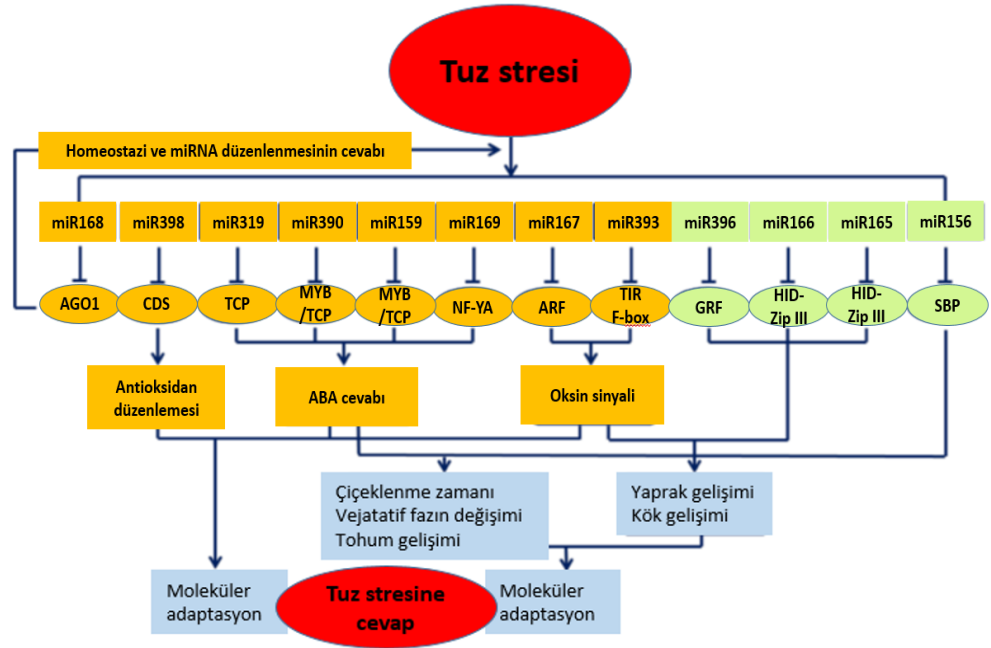 Tuz stresi
Homeostazi ve miRNA düzenlenmesinin cevabı
miR168 miR398 miR319 miR390 miR159 miR169 miR167 miR393 miR396 miR166 miR165 miR156
AGO1
CDS
TCP
MYB
/TCP
MYB
/TCP
NF-YA
ARF
TIR
F-box
GRF
HID-
Zip III
HID-
Zip III
SBP
Antioksidan
düzenlemesi
ABA cevabı
Oksin sinyali
Çiçeklenme zamanı
Vejatatif fazın değişimi
Tohum gelişimi
Yaprak gelişimi
Kök gelişimi
Moleküler
adaptasyon
Tuz stresine
cevap
Moleküler
adaptasyon